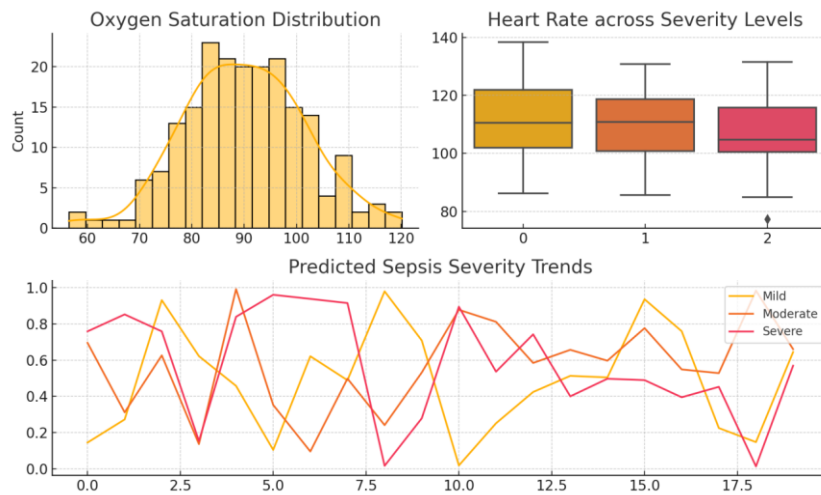 Oxygen Saturation Distribution
Count
20
15
10
5
0
60 70 80 90 100 110 120
Heart Rate across Severity Levels
140
120
100
80
0 1 2
Predicted Sepsis Severity Trends
1.0
0.8
0.6
0.4
0.2
0.0
0.0 2.5 5.0 7.5 10.0 12.5 15.0 17.5
Mild
Moderate
Severe